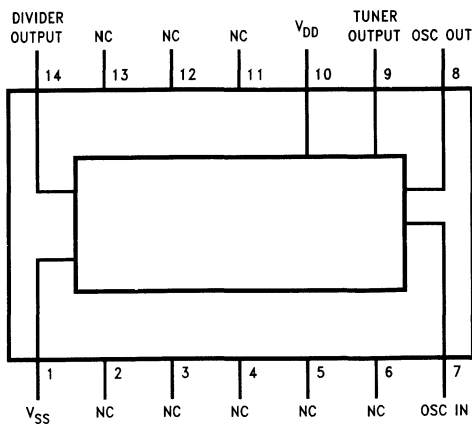 DIVIDER OUTPUT NC NC NC VDD TUNER OUTPUT OSC OUT
14 13 12 11 10 9 8
1 2 3 4 5 6 7
VSS NC NC NC NC NC OSC IN